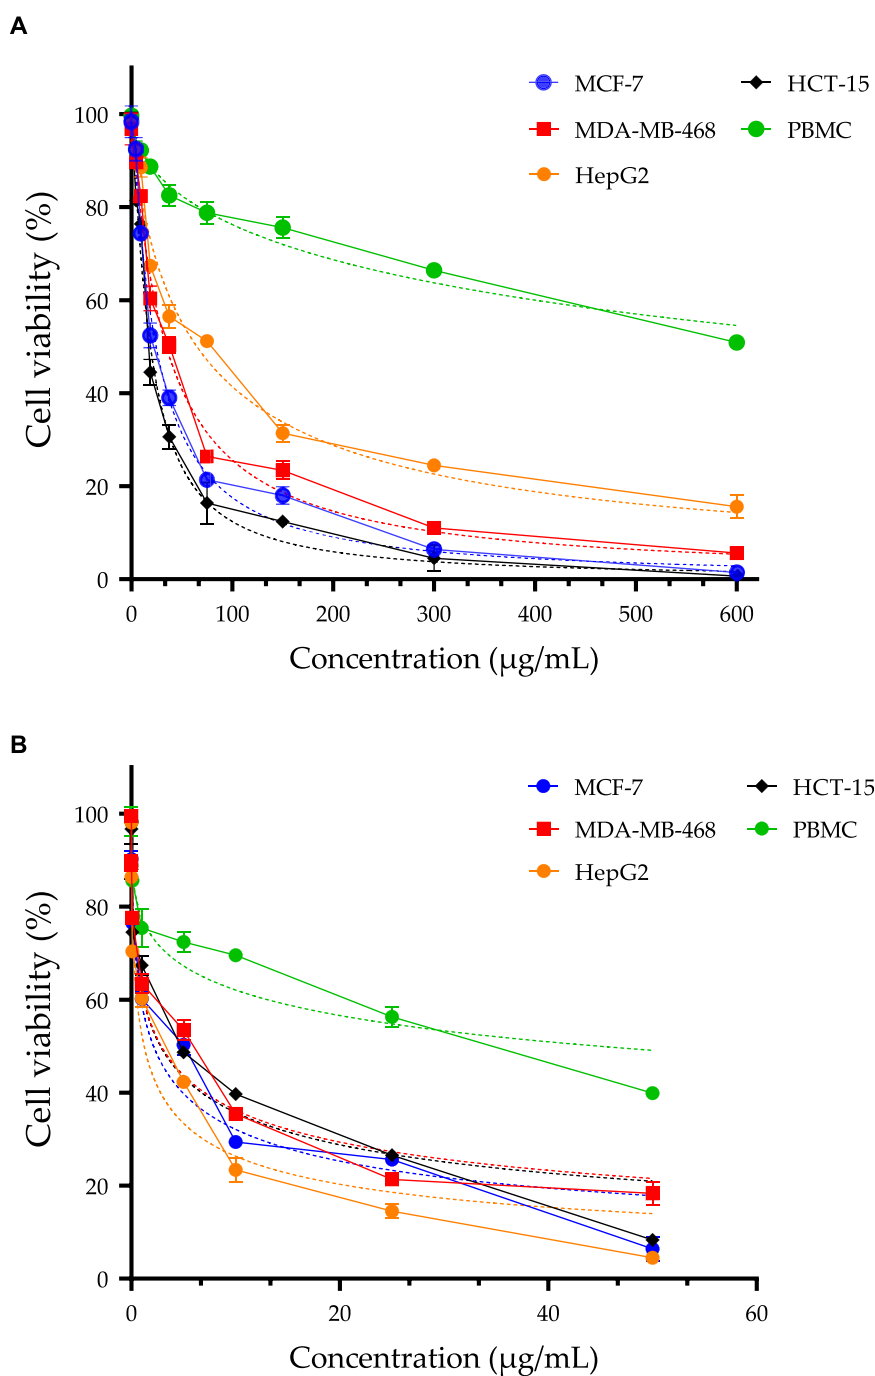 A
MCF-7
HCT-15
MDA-MB-468
PBMC
HepG2
100
80
60
40
20
0
Cell viability (%)
0 100 200 300 400 500 600
Concentration (µg/mL)
B
MCF-7
HCT-15
MDA-MB-468
PBMC
HepG2
100
80
60
40
20
0
Cell viability (%)
0 20 40 60
Concentration (µg/mL)